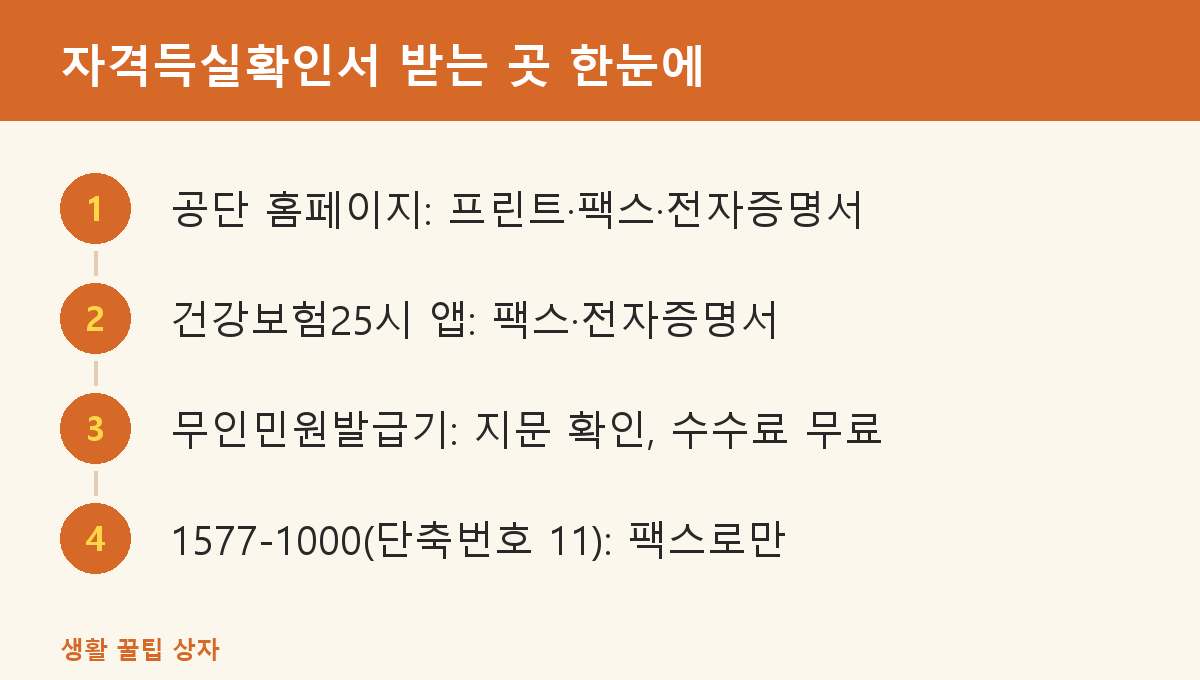 자격득실확인서 받는 곳 한눈에
1 공단 홈페이지: 프린트·팩스·전자증명서
2 건강보험25시 앱: 팩스·전자증명서
3 무인민원발급기: 지문 확인, 수수료 무료
4 1577-1000(단축번호 11): 팩스로만
생활 꿀팁 상자